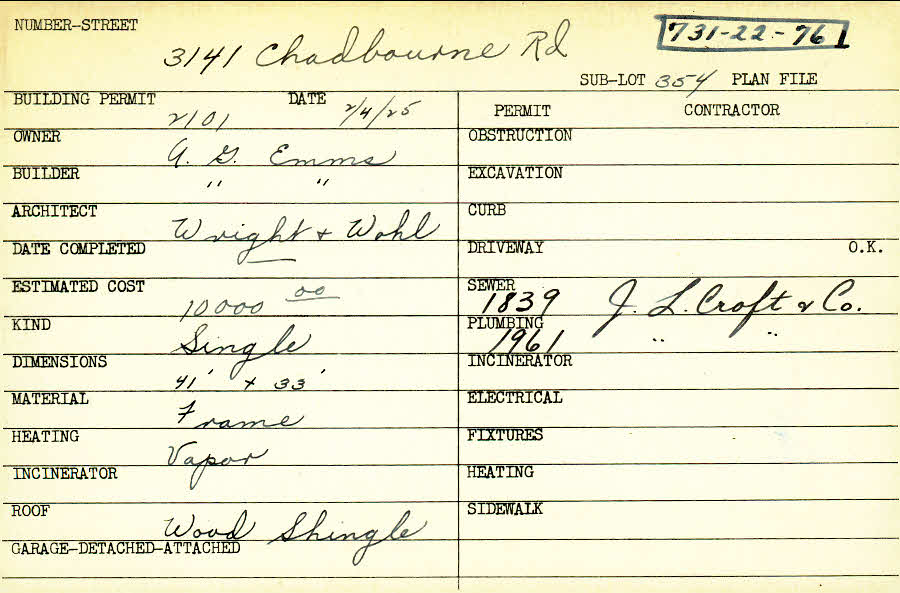 NUMBER-STREET
3141 Chadbourne Rd
731-22-76
SUB-LOT 354 PLAN FILE
BUILDING PERMIT 2101 DATE 2/4/25
OWNER A. G. Emms
BUILDER " "
ARCHITECT Wright + Wohl
DATE COMPLETED —
ESTIMATED COST 10000 00
KIND Single
DIMENSIONS 41' x 33'
MATERIAL Frame
HEATING Vapor
INCINERATOR
ROOF Wood Shingle
GARAGE-DETACHED-ATTACHED
PERMIT CONTRACTOR
OBSTRUCTION
EXCAVATION
CURB
DRIVEWAY O.K.
SEWER 1839 J. L. Croft & Co.
PLUMBING 1961 " "
INCINERATOR
ELECTRICAL
FIXTURES
HEATING
SIDEWALK